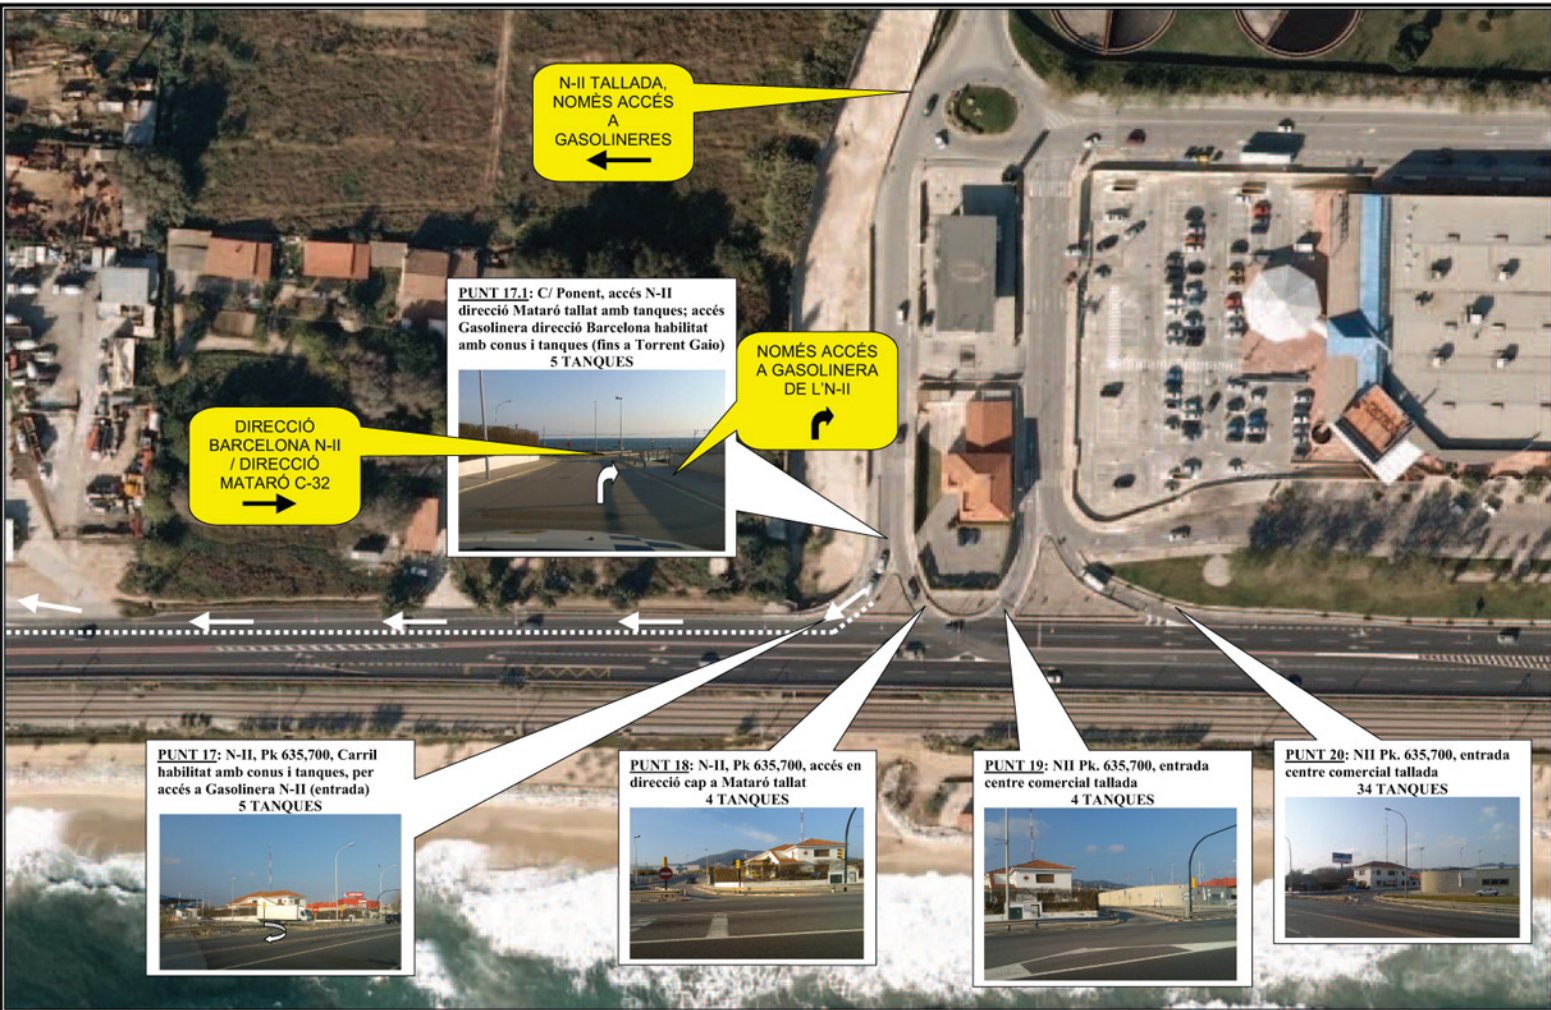 N-II TALLADA,
NOMÈS ACCÉS
A
GASOLINERES
PUNT 17.1: C/ Ponent, accés N-II
direcció Mataró tallat amb tanques; accés
Gasolinera direcció Barcelona habilitat
amb conus i tanques (fins a Torrent Gaio)
5 TANQUES
NOMÉS ACCÉS
A GASOLINERA
DE L'N-II
DIRECCIÓ
BARCELONA N-II
/ DIRECCIÓ
MATARÓ C-32
PUNT 17: N-II, Pk 635,700, Carril
habilitat amb conus i tanques, per
accés a Gasolinera N-II (entrada)
5 TANQUES
PUNT 18: N-II, Pk 635,700, accés en
direcció cap a Mataró tallat
4 TANQUES
PUNT 19: NII Pk. 635,700, entrada
centre comercial tallada
4 TANQUES
PUNT 20: NII Pk. 635,700, entrada
centre comercial tallada
34 TANQUES